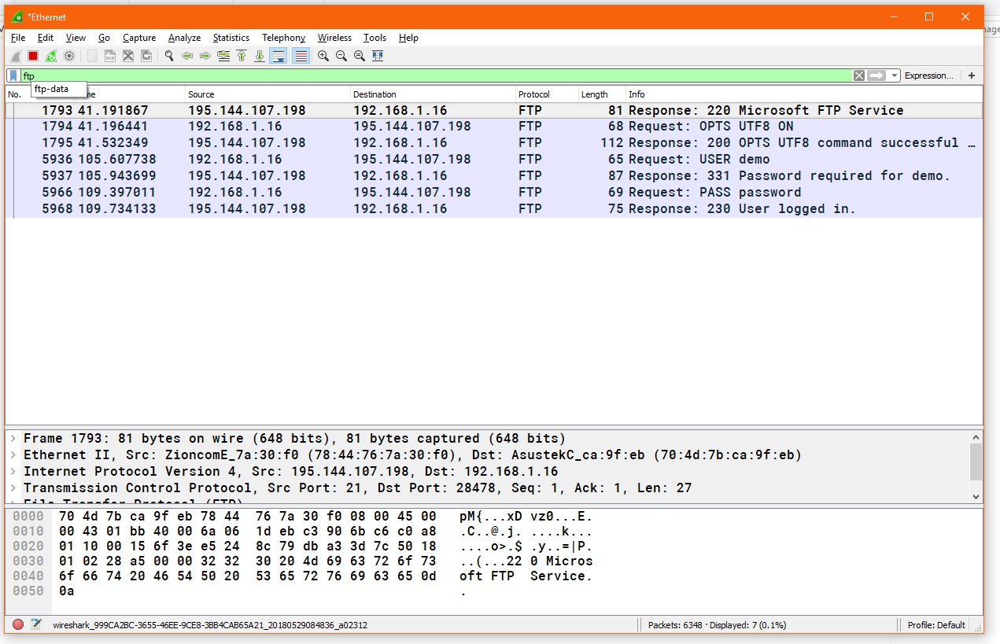 *Ethernet
File Edit View Go Capture Analyze Statistics Telephony Wireless Tools Help
ftp
Expression...
+
ftp-data
No. Source Destination Protocol Length Info
1793 41.191867 195.144.107.198 192.168.1.16 FTP 81 Response: 220 Microsoft FTP Service
1794 41.196441 192.168.1.16 195.144.107.198 FTP 68 Request: OPTS UTF8 ON
1795 41.532349 195.144.107.198 192.168.1.16 FTP 112 Response: 200 OPTS UTF8 command successful …
5936 105.607738 192.168.1.16 195.144.107.198 FTP 65 Request: USER demo
5937 105.943699 195.144.107.198 192.168.1.16 FTP 87 Response: 331 Password required for demo.
5966 109.397011 192.168.1.16 195.144.107.198 FTP 69 Request: PASS password
5968 109.734133 195.144.107.198 192.168.1.16 FTP 75 Response: 230 User logged in.
Frame 1793: 81 bytes on wire (648 bits), 81 bytes captured (648 bits)
Ethernet II, Src: ZioncomE_7a:30:f0 (78:44:76:7a:30:f0), Dst: AsustekC_ca:9f:eb (70:4d:7b:ca:9f:eb)
Internet Protocol Version 4, Src: 195.144.107.198, Dst: 192.168.1.16
Transmission Control Protocol, Src Port: 21, Dst Port: 28478, Seq: 1, Ack: 1, Len: 27
File Transfer Protocol (FTP)
0000 70 4d 7b ca 9f eb 78 44 76 7a 30 f0 08 00 45 00 pM{...xD vz0...E.
0010 00 43 01 bb 40 00 6a 06 1d eb c3 90 6b c6 c0 a8 .C..@.j. ....k...
0020 01 10 00 15 6f 3e e5 24 8c 79 db a3 3d 7c 50 18 ....o>.$ .y..=|P.
0030 01 02 28 a5 00 00 32 32 30 20 4d 69 63 72 6f 73 ..(...22 0 Micros
0040 6f 66 74 20 46 54 50 20 53 65 72 76 69 63 65 0d oft FTP Service.
0050 0a .
wireshark_999CA2BC-3655-46EE-9CE8-3BB4CAB65A21_20180529084836_a02312
Packets: 6348 · Displayed: 7 (0.1%)
Profile: Default